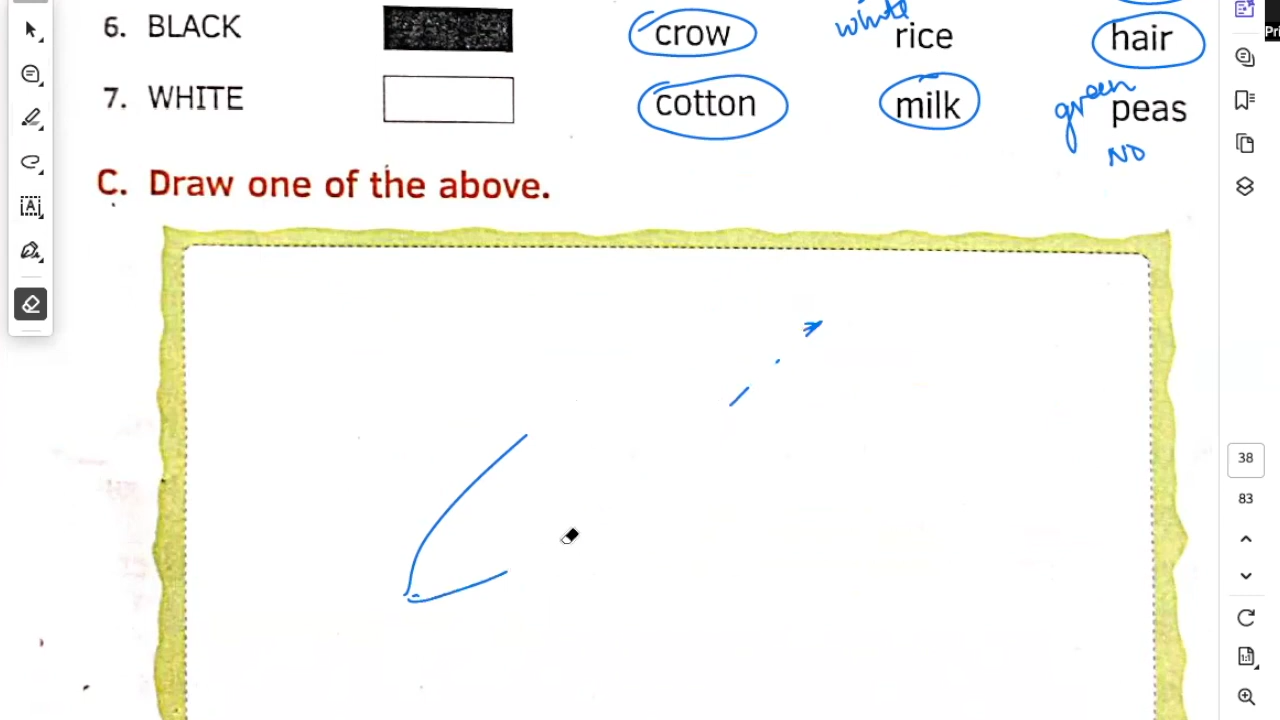 6. BLACK crow white rice hair
7. WHITE cotton milk green peas
NO
C. Draw one of the above.
38
83